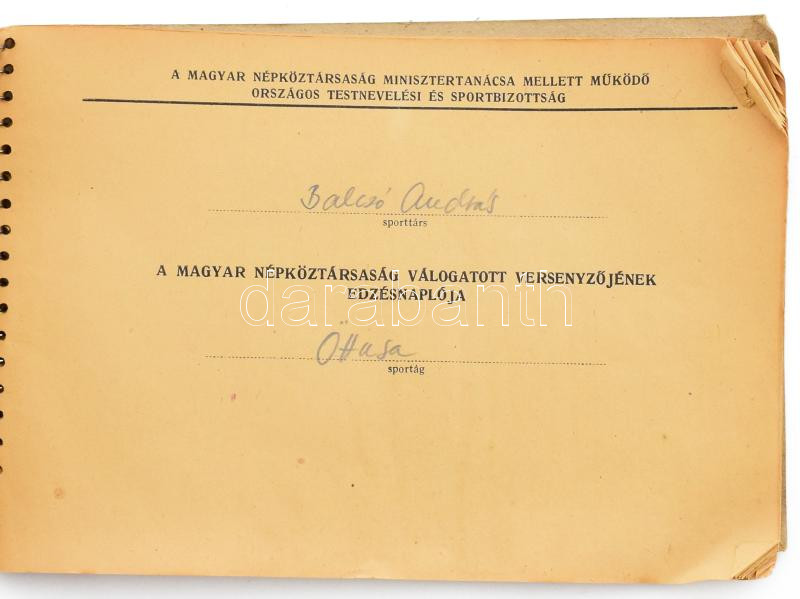 A MAGYAR NÉPKÖZTÁRSASÁG MINISZTERTANÁCSA MELLETT MŰKÖDŐ
ORSZÁGOS TESTNEVELÉSI ÉS SPORTBIZOTTSÁG
Balczó András
sporttárs
A MAGYAR NÉPKÖZTÁRSASÁG VÁLOGATOTT VERSENYZŐJÉNEK
EDZÉSNAPLÓJA
darabanth
Öttusa
sportág